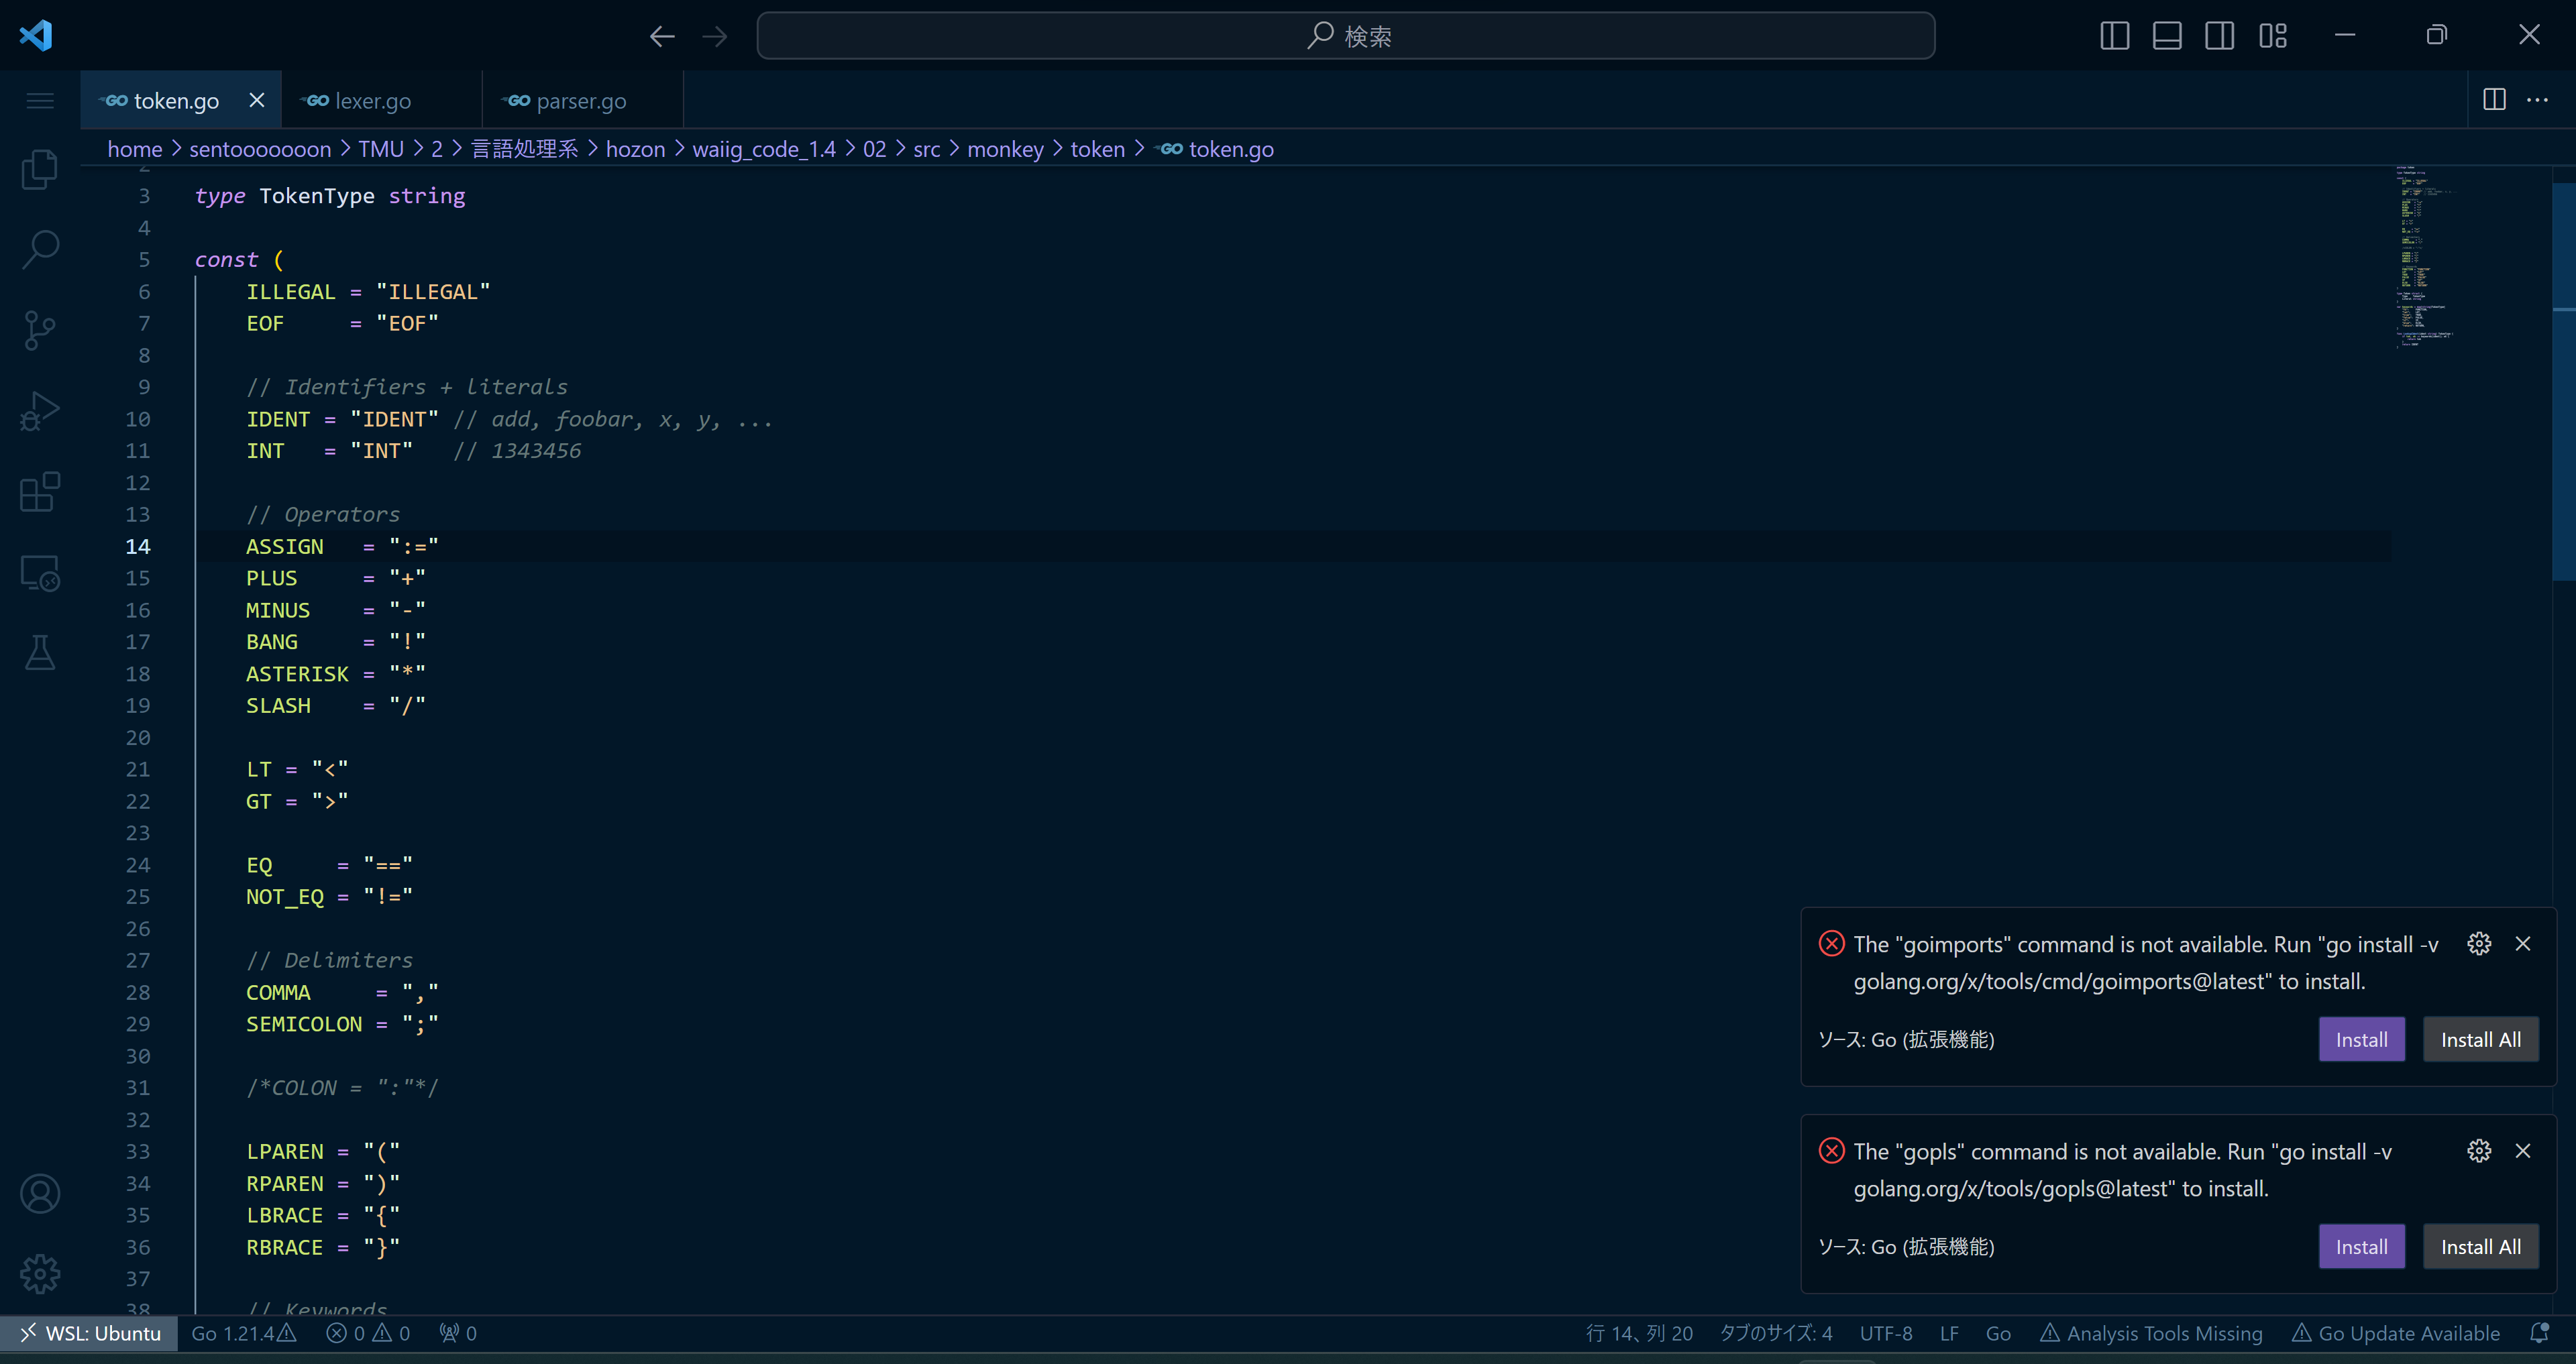 検索
token.go
lexer.go
parser.go
home > sentooooooon > TMU > 2 > 言語処理系 > hozon > waiig_code_1.4 > 02 > src > monkey > token > token.go
2
3 type TokenType string
4
5 const (
6 ILLEGAL = "ILLEGAL"
7 EOF     = "EOF"
8
9 // Identifiers + literals
10 IDENT = "IDENT" // add, foobar, x, y, ...
11 INT   = "INT"   // 1343456
12
13 // Operators
14 ASSIGN   = ":="
15 PLUS     = "+"
16 MINUS    = "-"
17 BANG     = "!"
18 ASTERISK = "*"
19 SLASH    = "/"
20
21 LT = "<"
22 GT = ">"
23
24 EQ     = "=="
25 NOT_EQ = "!="
26
27 // Delimiters
28 COMMA     = ","
29 SEMICOLON = ";"
30
31 /*COLON = ":"*/
32
33 LPAREN = "("
34 RPAREN = ")"
35 LBRACE = "{"
36 RBRACE = "}"
37
38 // Keywords
The "goimports" command is not available. Run "go install -v
golang.org/x/tools/cmd/goimports@latest" to install.
ソース: Go (拡張機能)
Install
Install All
The "gopls" command is not available. Run "go install -v
golang.org/x/tools/gopls@latest" to install.
ソース: Go (拡張機能)
Install
Install All
WSL: Ubuntu
Go 1.21.4
0 0
0
行 14、列 20
タブのサイズ: 4
UTF-8
LF
Go
Analysis Tools Missing
Go Update Available